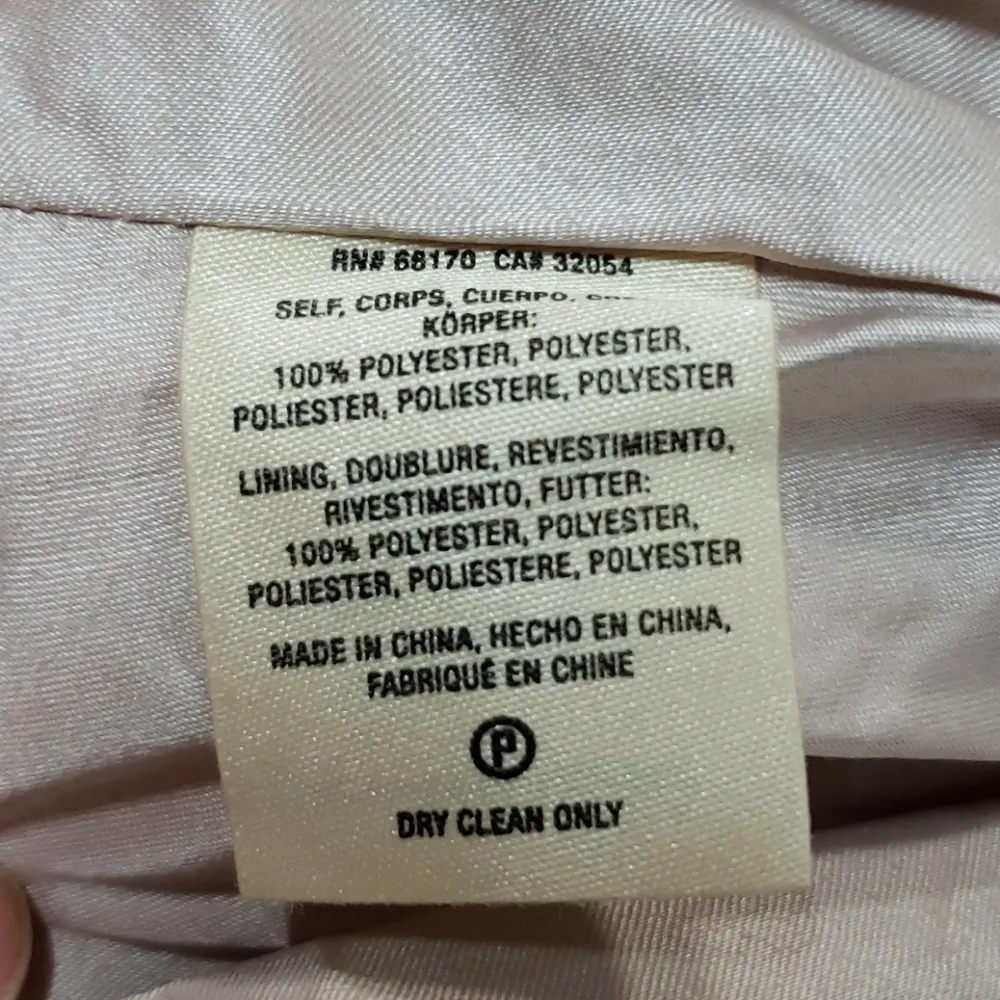 RN# 68170 CA# 32054
SELF, CORPS, CUERPO,
KÖRPER:
100% POLYESTER, POLYESTER,
POLIESTER, POLIESTERE, POLYESTER
LINING, DOUBLURE, REVESTIMIENTO,
RIVESTIMENTO, FUTTER:
100% POLYESTER, POLYESTER,
POLIESTER, POLIESTERE, POLYESTER
MADE IN CHINA, HECHO EN CHINA,
FABRIQUÉ EN CHINE
P
DRY CLEAN ONLY